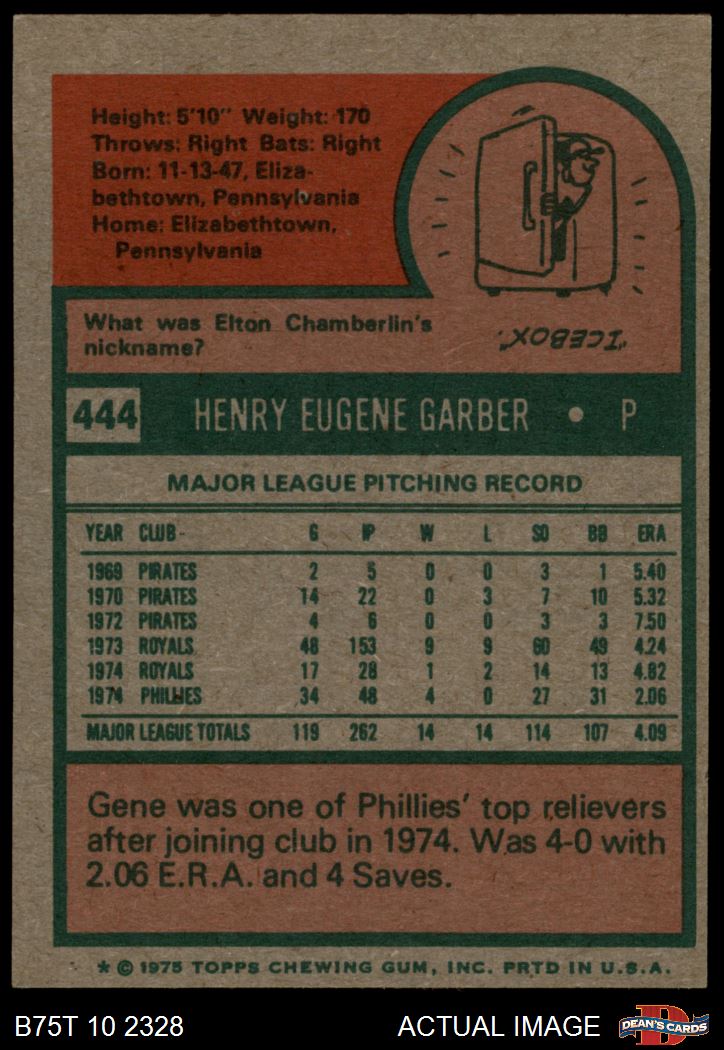 Height: 5'10" Weight: 170
Throws: Right Bats: Right
Born: 11-13-47, Eliza-
bethtown, Pennsylvania
Home: Elizabethtown,
Pennsylvania
What was Elton Chamberlin's
nickname?
"ICEBOX".
444 HENRY EUGENE GARBER • P
MAJOR LEAGUE PITCHING RECORD
YEAR CLUB- G IP W L SO BB ERA
1969 PIRATES 2 5 0 0 3 1 5.40
1970 PIRATES 14 22 0 3 7 10 5.32
1972 PIRATES 4 6 0 0 3 3 7.50
1973 ROYALS 48 153 9 9 60 49 4.24
1974 ROYALS 17 28 1 2 14 13 4.82
1974 PHILLIES 34 48 4 0 27 31 2.06
MAJOR LEAGUE TOTALS 119 262 14 14 114 107 4.09
Gene was one of Phillies' top relievers
after joining club in 1974. Was 4-0 with
2.06 E.R.A. and 4 Saves.
* © 1975 TOPPS CHEWING GUM, INC. PRTD IN U.S.A.
B75T 10 2328 ACTUAL IMAGE D DEAN'S CARDS